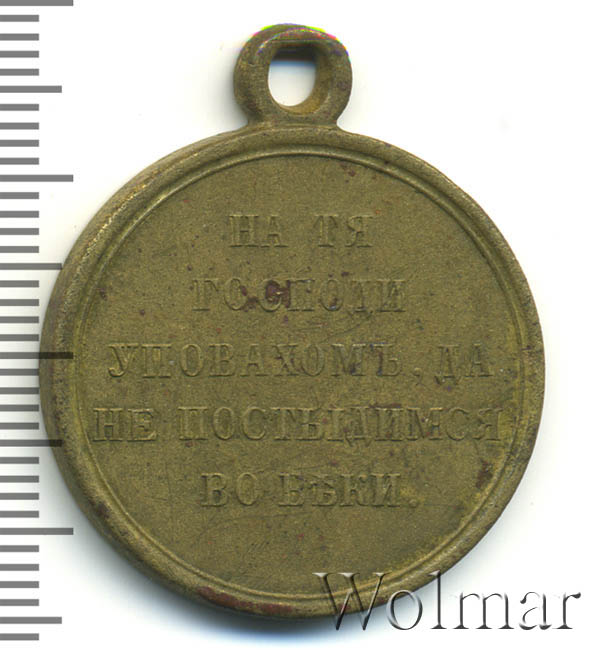 НА ТЯ
ГОСПОДИ
УПОВАХОМЪ, ДА
НЕ ПОСТЫДИМСЯ
ВО ВѢКИ.
Wolmar